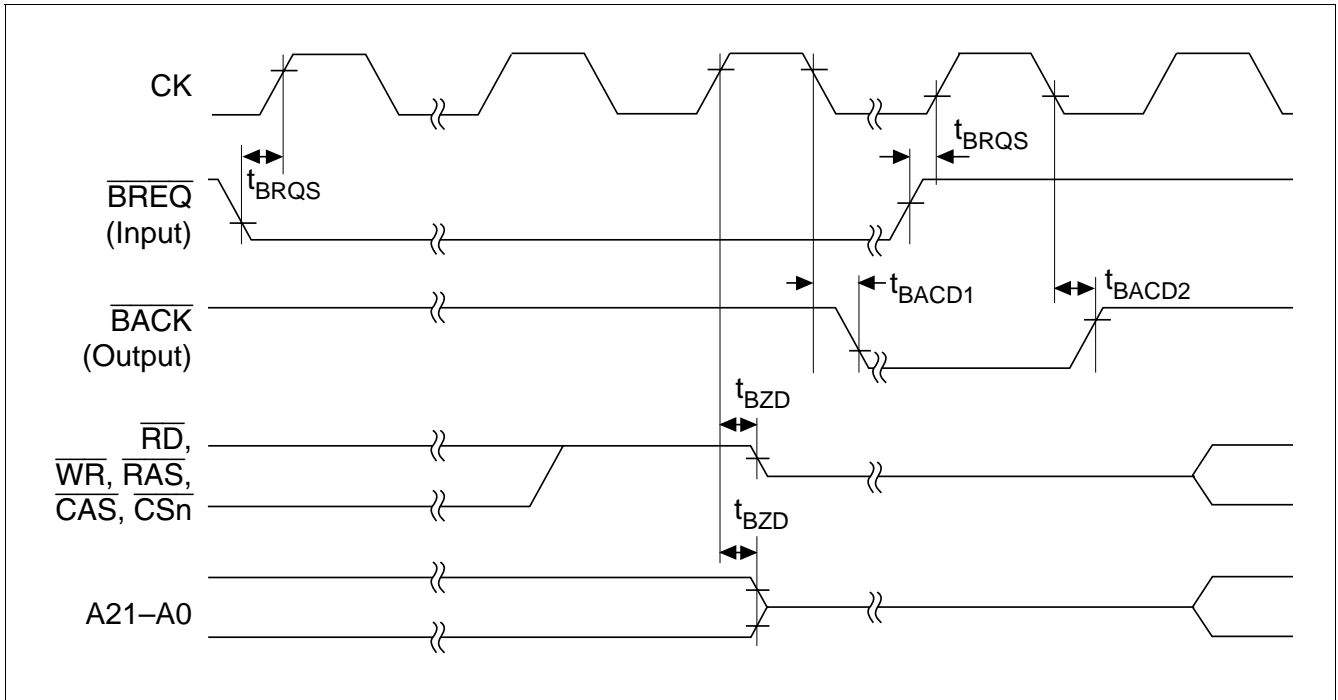 CK
tBRQS
tBRQS
BREQ
(Input)
tBACD1
tBACD2
BACK
(Output)
tBZD
RD,
WR, RAS,
CAS, CSn
tBZD
A21–A0